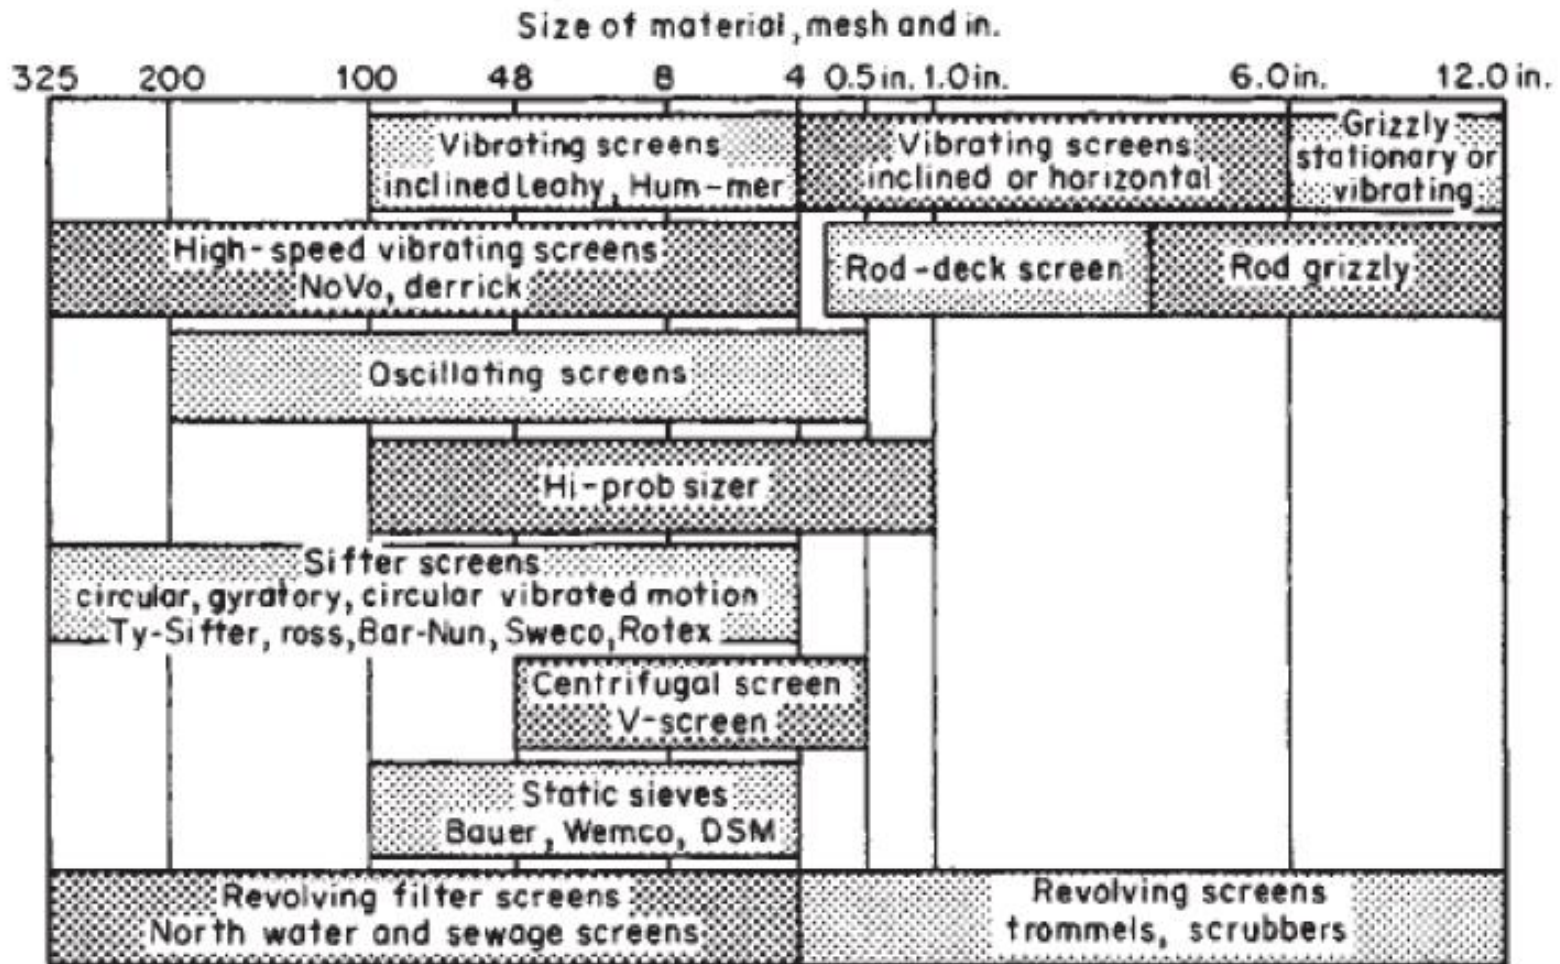 Size of material, mesh and in.
325 200 100 48 8 4 0.5 in. 1.0 in. 6.0 in. 12.0 in.
Vibrating screens
inclined Leahy, Hum-mer
Vibrating screens
inclined or horizontal
Grizzly
stationary or
vibrating
High-speed vibrating screens
NoVo, derrick
Rod-deck screen
Rod grizzly
Oscillating screens
Hi-prob sizer
Sifter screens
circular, gyratory, circular vibrated motion
Ty-Sifter, ross, Bar-Nun, Sweco, Rotex
Centrifugal screen
V-screen
Static sieves
Bauer, Wemco, DSM
Revolving filter screens
North water and sewage screens
Revolving screens
trommels, scrubbers